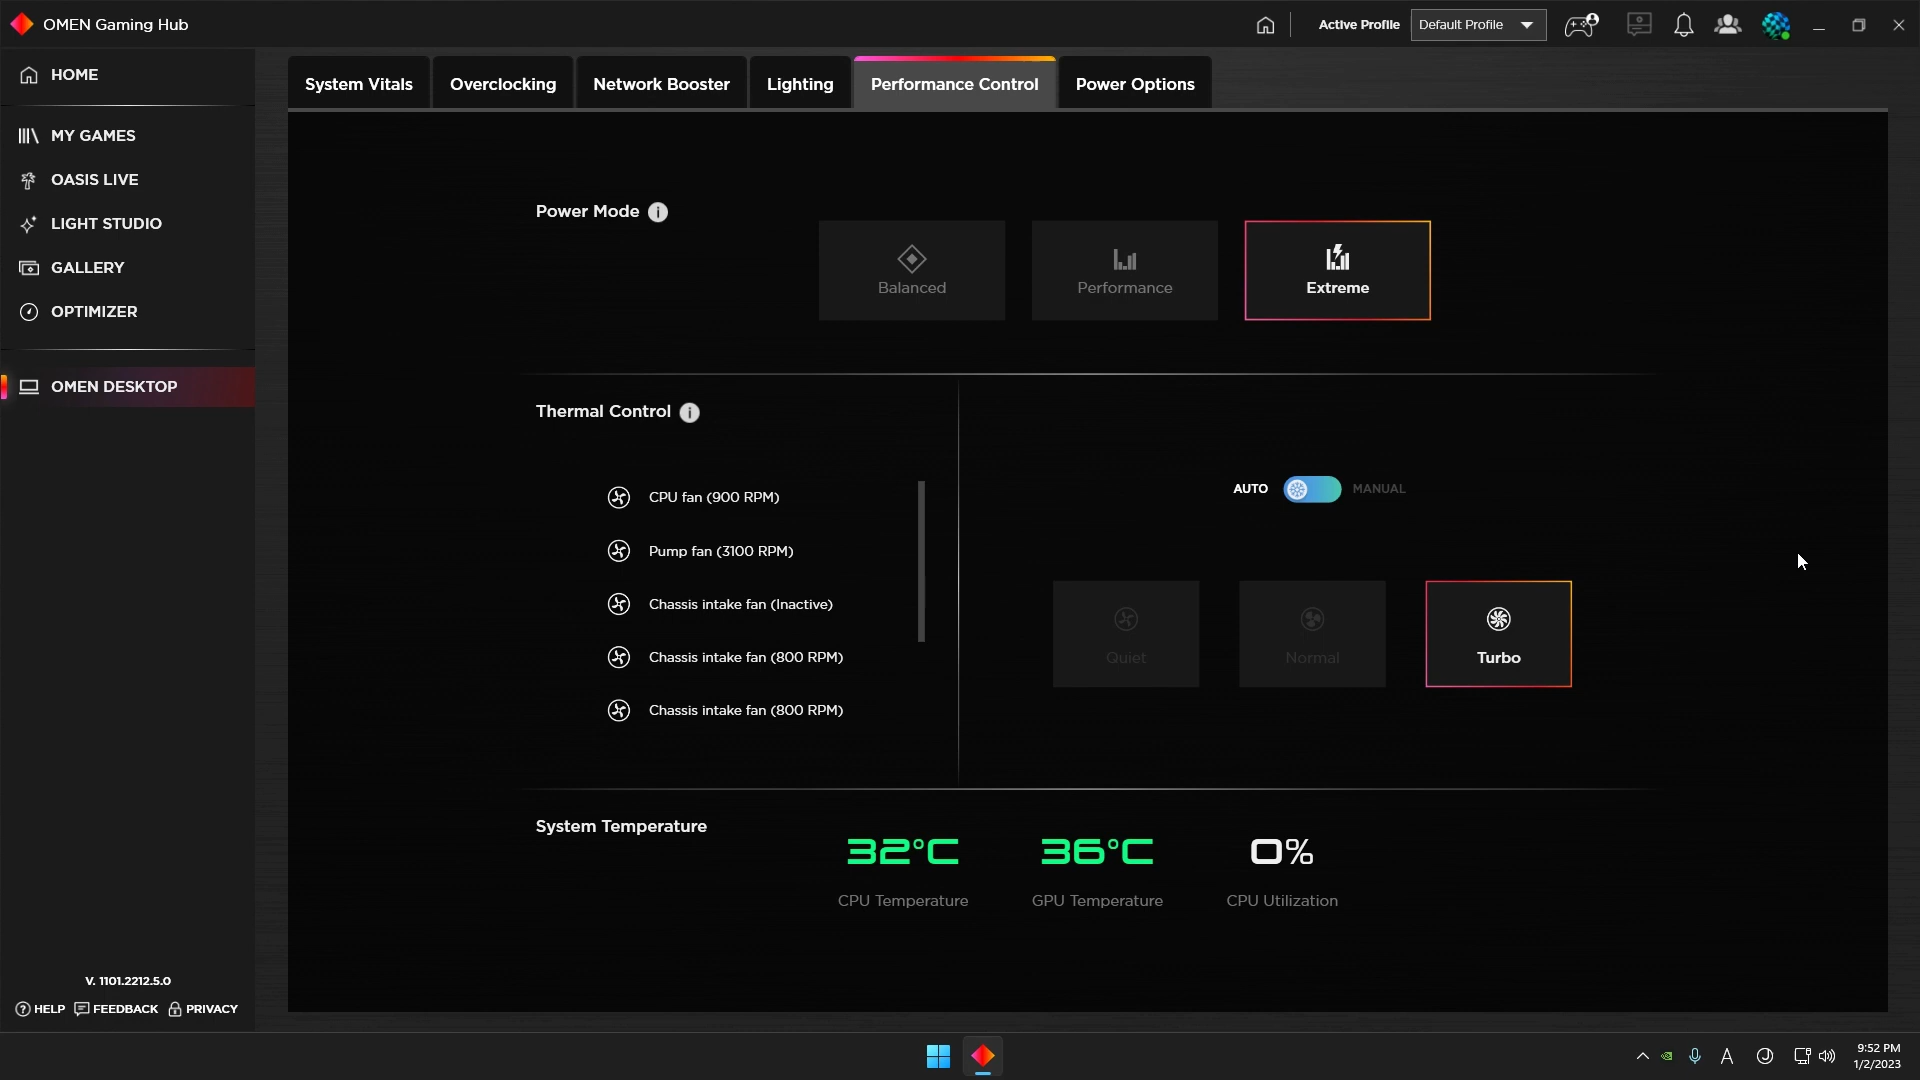 OMEN Gaming Hub
Active Profile
Default Profile
HOME
MY GAMES
OASIS LIVE
LIGHT STUDIO
GALLERY
OPTIMIZER
OMEN DESKTOP
V. 1101.2212.5.0
HELP
FEEDBACK
PRIVACY
System Vitals
Overclocking
Network Booster
Lighting
Performance Control
Power Options
Power Mode
Balanced
Performance
Extreme
Thermal Control
CPU fan (900 RPM)
Pump fan (3100 RPM)
Chassis intake fan (Inactive)
Chassis intake fan (800 RPM)
Chassis intake fan (800 RPM)
AUTO
MANUAL
Quiet
Normal
Turbo
System Temperature
32°C
CPU Temperature
36°C
GPU Temperature
0%
CPU Utilization
A
9:52 PM
1/2/2023